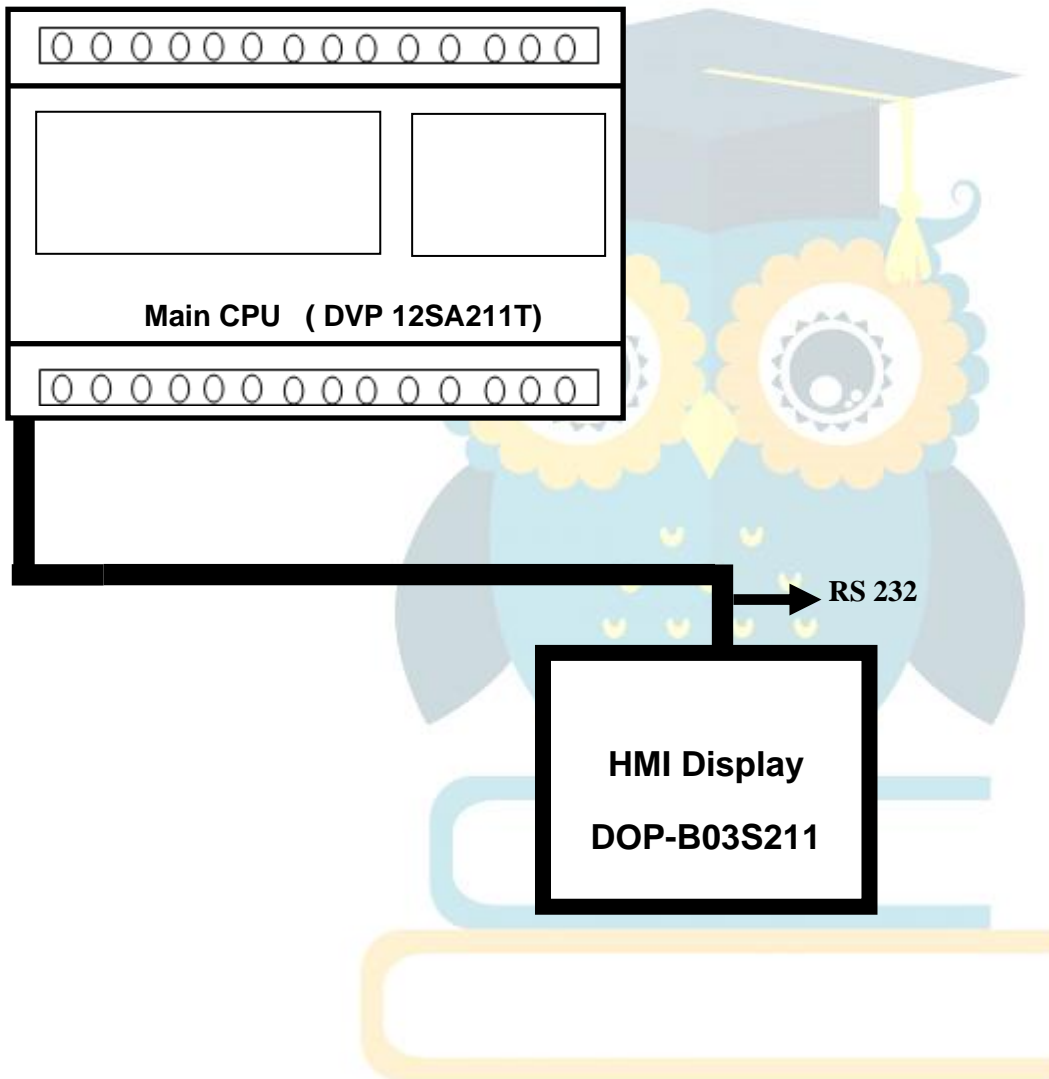 Main CPU ( DVP 12SA211T)
RS 232
HMI Display
DOP-B03S211